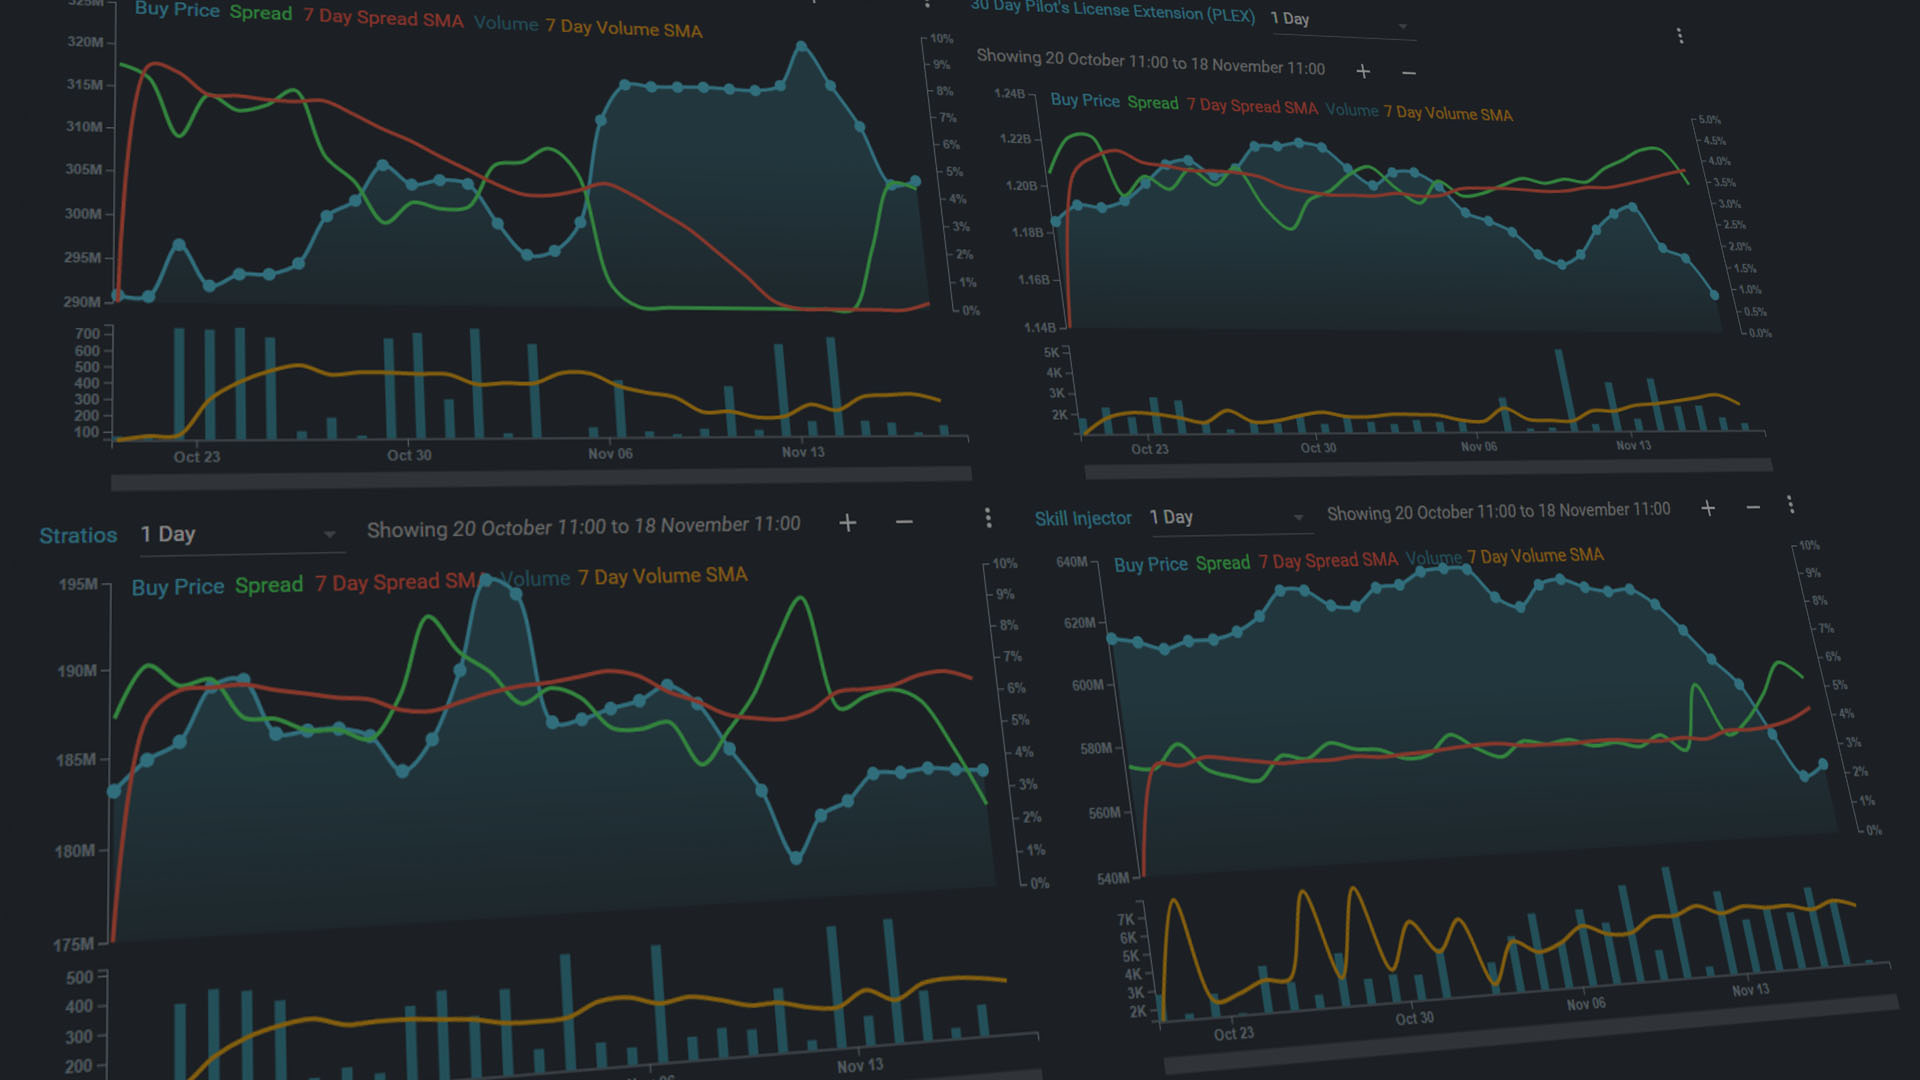 325M
Buy Price Spread 7 Day Spread SMA Volume 7 Day Volume SMA
320M
315M
310M
305M
300M
295M
290M
10%
9%
8%
7%
6%
5%
4%
3%
2%
1%
0%
700
600
500
400
300
200
100
Oct 23 Oct 30 Nov 06 Nov 13
30 Day Pilot's License Extension (PLEX) 1 Day
Showing 20 October 11:00 to 18 November 11:00 + −
1.24B
Buy Price Spread 7 Day Spread SMA Volume 7 Day Volume SMA
1.22B
1.20B
1.18B
1.16B
1.14B
5.0%
4.5%
4.0%
3.5%
3.0%
2.5%
2.0%
1.5%
1.0%
0.5%
0.0%
5K
4K
3K
2K
Oct 23 Oct 30 Nov 06 Nov 13
Stratios 1 Day Showing 20 October 11:00 to 18 November 11:00 + −
195M
Buy Price Spread 7 Day Spread SMA Volume 7 Day Volume SMA
190M
185M
180M
175M
10%
9%
8%
7%
6%
5%
4%
3%
2%
1%
0%
500
400
300
200
Nov 13
Skill Injector 1 Day Showing 20 October 11:00 to 18 November 11:00 + −
640M
Buy Price Spread 7 Day Spread SMA Volume 7 Day Volume SMA
620M
600M
580M
560M
540M
10%
9%
8%
7%
6%
5%
4%
3%
2%
1%
0%
7K
6K
5K
4K
3K
2K
Oct 23 Oct 30 Nov 06 Nov 13